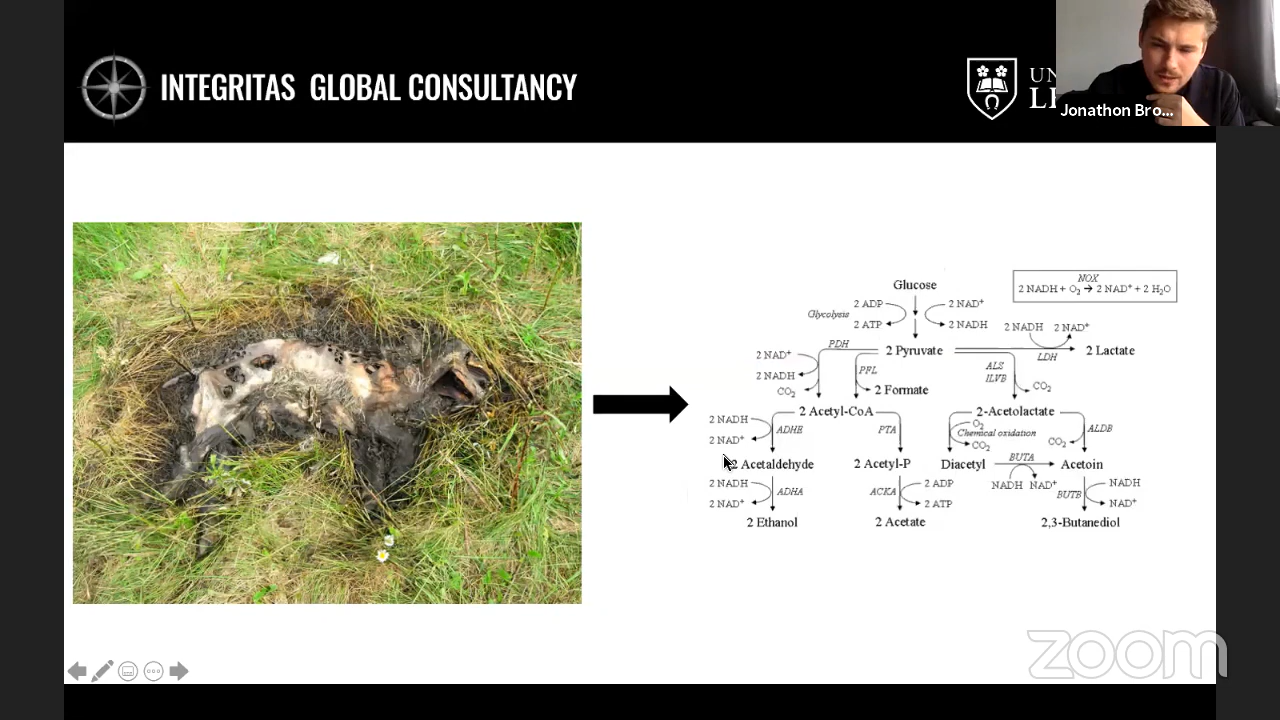 INTEGRITAS GLOBAL CONSULTANCY
UN
LE
Jonathon Bro...
Glucose
NOX
2 NADH + O₂ → 2 NAD⁺ + 2 H₂O
2 ADP
2 NAD⁺
Glycolysis
2 ATP
2 NADH
2 NADH
2 NAD⁺
PDH
2 Pyruvate
2 Lactate
LDH
2 NAD⁺
2 NADH
CO₂
PFL
2 Formate
ALS
ILVB
CO₂
2 Acetyl-CoA
2-Acetolactate
2 NADH
2 NAD⁺
ADHE
PTA
O₂
Chemical oxidation
CO₂
CO₂
ALDB
2 Acetaldehyde
2 Acetyl-P
Diacetyl
BUTA
Acetoin
NADH
NAD⁺
2 NADH
2 NAD⁺
ADHA
ACKA
2 ADP
2 ATP
BUTB
NADH
NAD⁺
2 Ethanol
2 Acetate
2,3-Butanediol
zoom